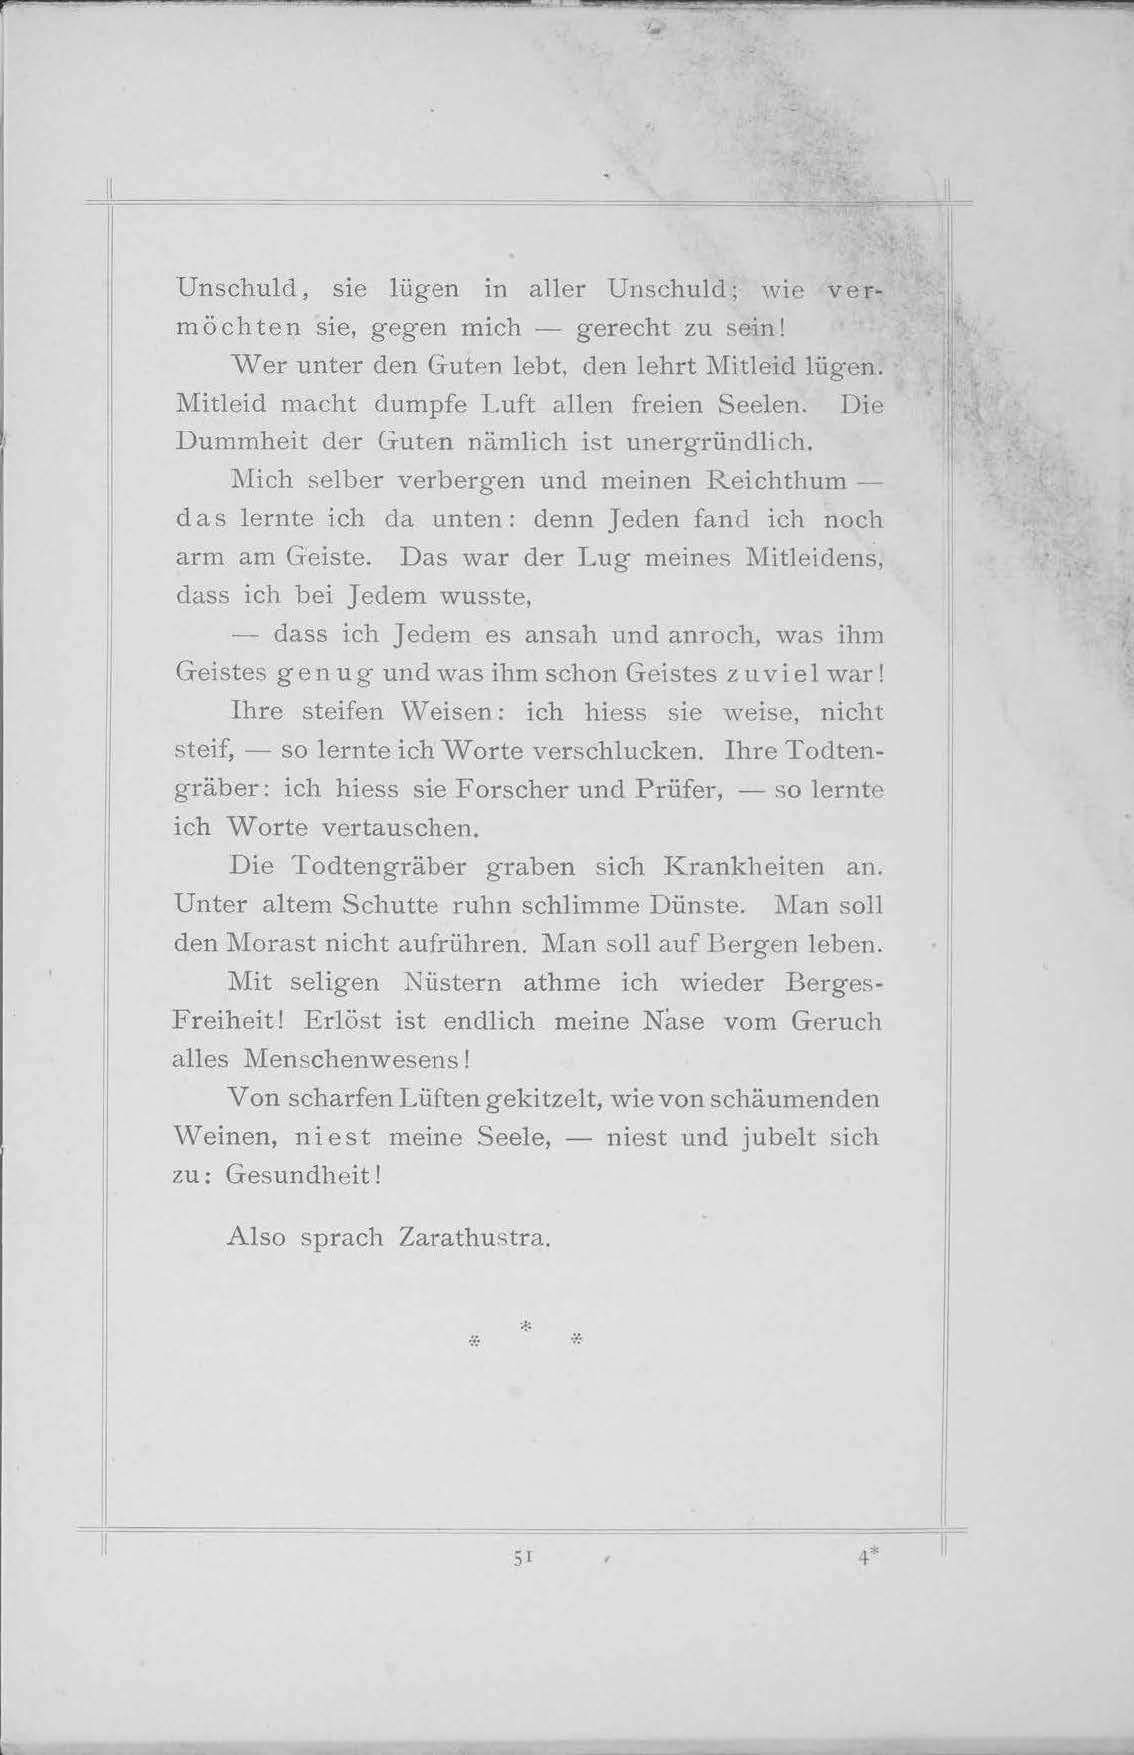 Unschuld, sie lügen in aller Unschuld; wie ver-
möchten sie, gegen mich — gerecht zu sein!
Wer unter den Guten lebt, den lehrt Mitleid lügen.
Mitleid macht dumpfe Luft allen freien Seelen. Die
Dummheit der Guten nämlich ist unergründlich.
Mich selber verbergen und meinen Reichthum —
das lernte ich da unten: denn Jeden fand ich noch
arm am Geiste. Das war der Lug meines Mitleidens,
dass ich bei Jedem wusste,
— dass ich Jedem es ansah und anroch, was ihm
Geistes genug und was ihm schon Geistes zuviel war!
Ihre steifen Weisen: ich hiess sie weise, nicht
steif, — so lernte ich Worte verschlucken. Ihre Todten-
gräber: ich hiess sie Forscher und Prüfer, — so lernte
ich Worte vertauschen.
Die Todtengräber graben sich Krankheiten an.
Unter altem Schutte ruhn schlimme Dünste. Man soll
den Morast nicht aufrühren. Man soll auf Bergen leben.
Mit seligen Nüstern athme ich wieder Berges-
Freiheit! Erlöst ist endlich meine Nase vom Geruch
alles Menschenwesens!
Von scharfen Lüften gekitzelt, wie von schäumenden
Weinen, niest meine Seele, — niest und jubelt sich
zu: Gesundheit!
Also sprach Zarathustra.
* * *
51 4*